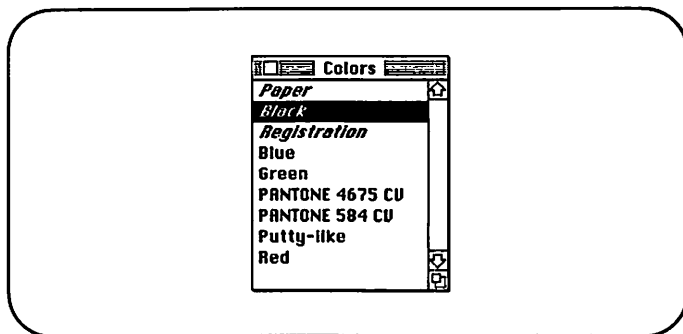 Colors
Paper
Black
Registration
Blue
Green
PANTONE 4675 CV
PANTONE 584 CV
Putty-like
Red